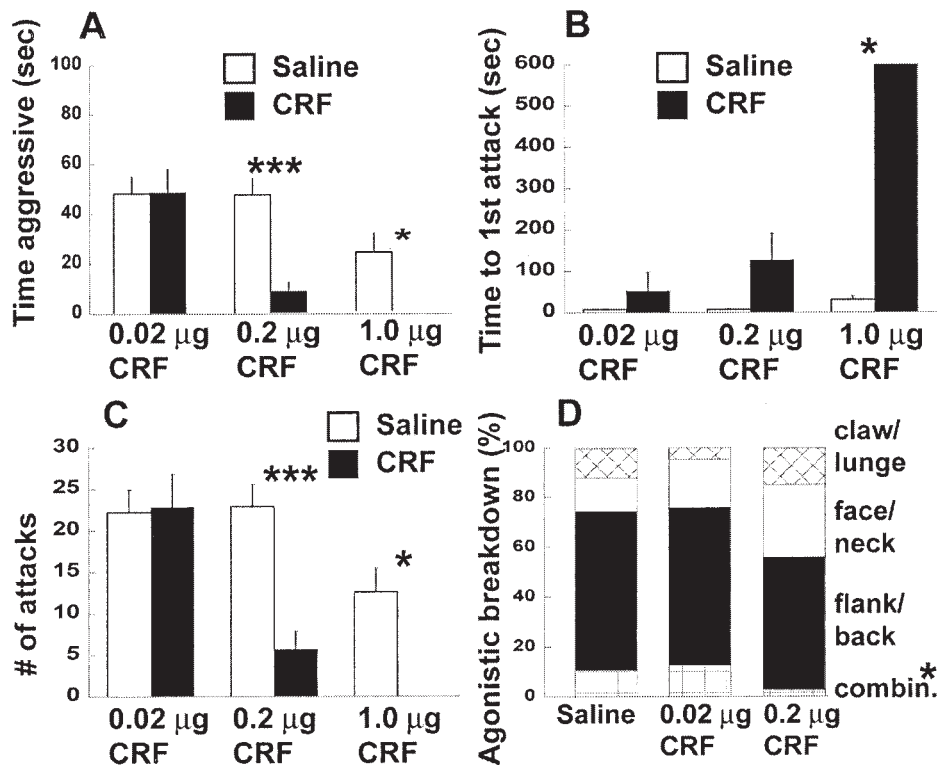 A
Time aggressive (sec)
100
80
60
40
20
0
Saline
CRF
***
*
0.02 µg
CRF
0.2 µg
CRF
1.0 µg
CRF
B
Time to 1st attack (sec)
600
500
400
300
200
100
0
Saline
CRF
*
0.02 µg
CRF
0.2 µg
CRF
1.0 µg
CRF
C
# of attacks
30
25
20
15
10
5
0
Saline
CRF
***
*
0.02 µg
CRF
0.2 µg
CRF
1.0 µg
CRF
D
Agonistic breakdown (%)
100
80
60
40
20
0
claw/
lunge
face/
neck
flank/
back
combin.*
Saline
0.02 µg
CRF
0.2 µg
CRF